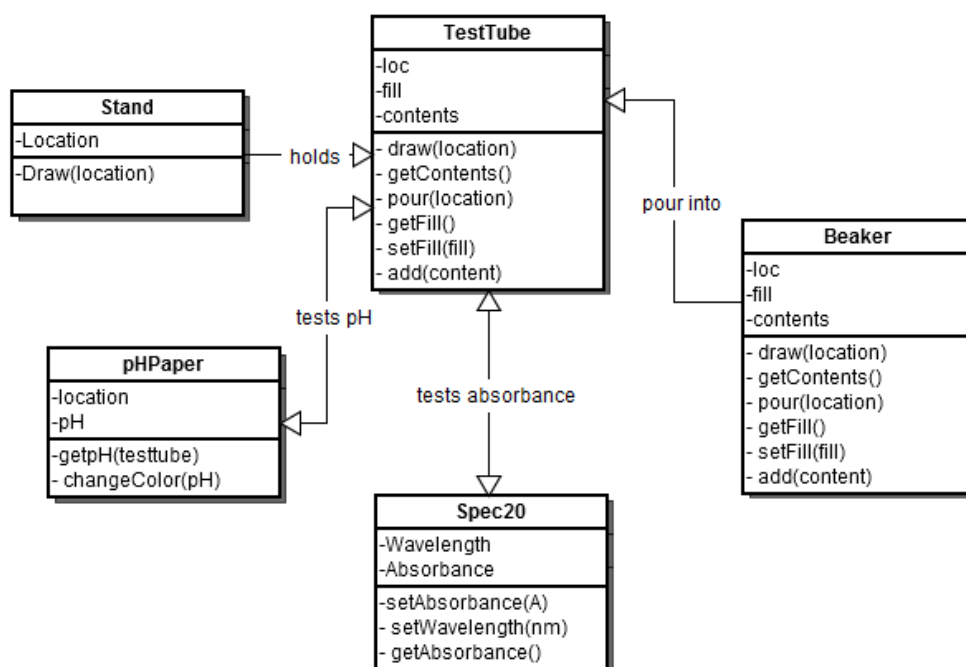 TestTube
-loc
-fill
-contents
- draw(location)
- getContents()
- pour(location)
- getFill()
- setFill(fill)
- add(content)
Stand
-Location
-Draw(location)
holds
pour into
Beaker
-loc
-fill
-contents
- draw(location)
- getContents()
- pour(location)
- getFill()
- setFill(fill)
- add(content)
tests pH
pHPaper
-location
-pH
-getpH(testtube)
- changeColor(pH)
tests absorbance
Spec20
-Wavelength
-Absorbance
-setAbsorbance(A)
- setWavelength(nm)
- getAbsorbance()